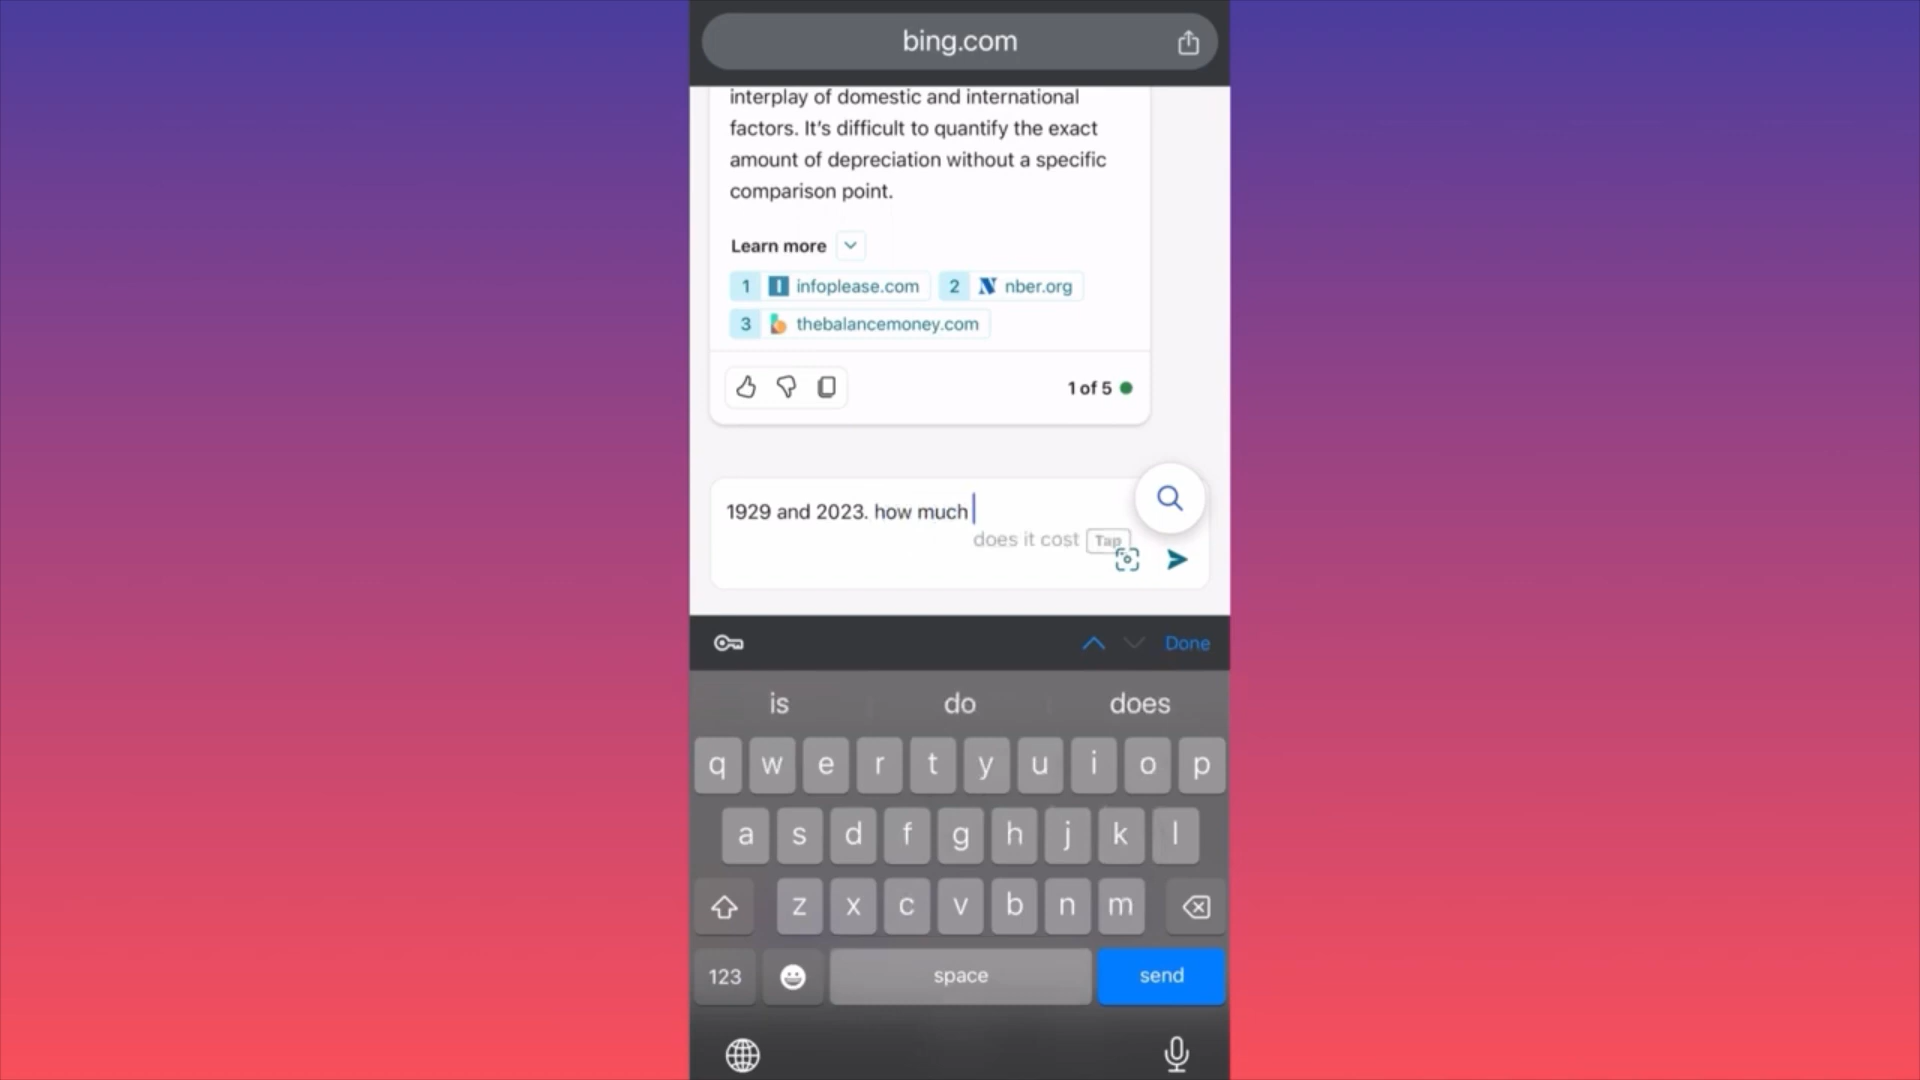 bing.com
interplay of domestic and international
factors. It's difficult to quantify the exact
amount of depreciation without a specific
comparison point.
Learn more
1 infoplease.com 2 nber.org
3 thebalancemoney.com
1 of 5
1929 and 2023. how much
does it cost Tap
Done
is do does
q w e r t y u i o p
a s d f g h j k l
z x c v b n m
123 space send